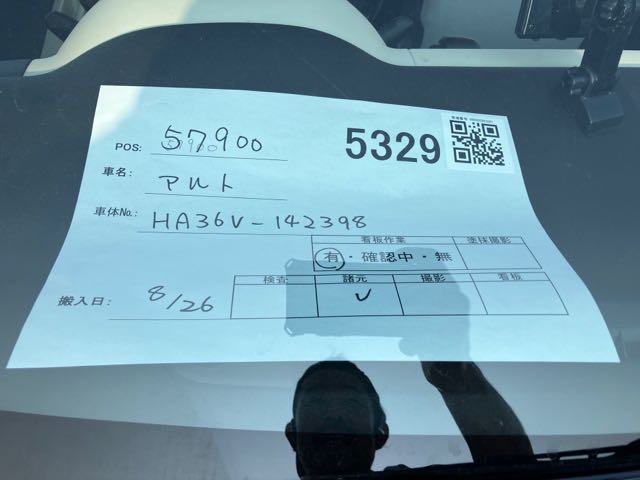 POS: 57900
5329
車名: アルト
車体No.: HA36V-142398
看板作業 塗抹撮影
有・確認中・無
検査 諸元 撮影 看板
搬入日: 8/26 レ